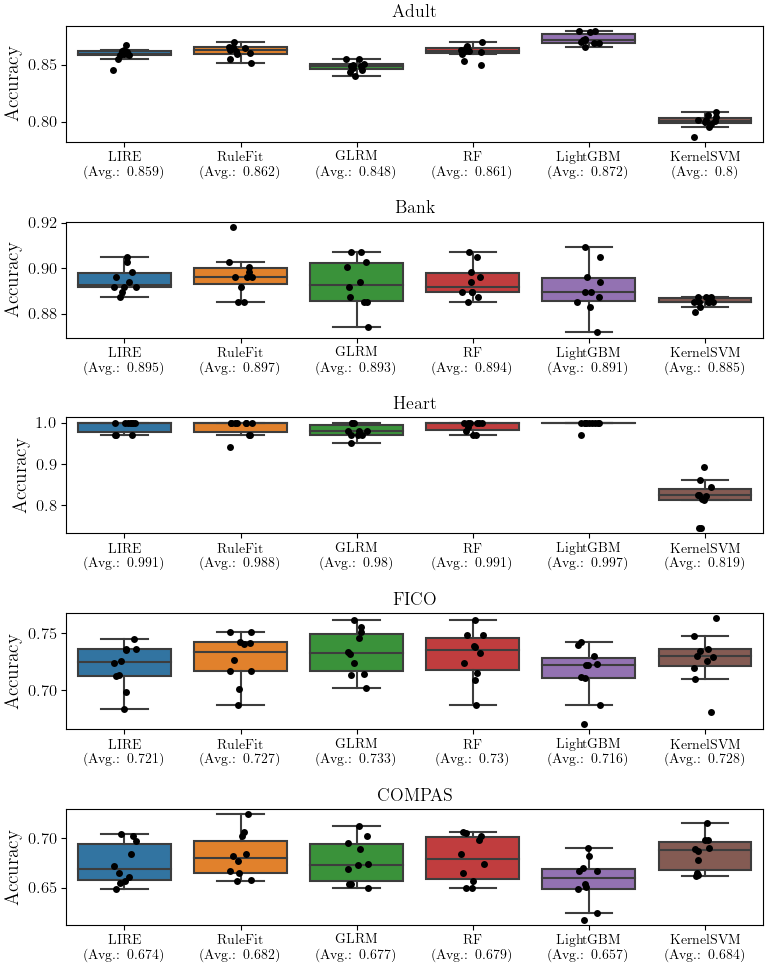 Adult
Accuracy
0.85
0.80
LIRE RuleFit GLRM RF LightGBM KernelSVM
(Avg.: 0.859) (Avg.: 0.862) (Avg.: 0.848) (Avg.: 0.861) (Avg.: 0.872) (Avg.: 0.8)
Bank
Accuracy
0.92
0.90
0.88
LIRE RuleFit GLRM RF LightGBM KernelSVM
(Avg.: 0.895) (Avg.: 0.897) (Avg.: 0.893) (Avg.: 0.894) (Avg.: 0.891) (Avg.: 0.885)
Heart
Accuracy
1.0
0.9
0.8
LIRE RuleFit GLRM RF LightGBM KernelSVM
(Avg.: 0.991) (Avg.: 0.988) (Avg.: 0.98) (Avg.: 0.991) (Avg.: 0.997) (Avg.: 0.819)
FICO
Accuracy
0.75
0.70
LIRE RuleFit GLRM RF LightGBM KernelSVM
(Avg.: 0.721) (Avg.: 0.727) (Avg.: 0.733) (Avg.: 0.73) (Avg.: 0.716) (Avg.: 0.728)
COMPAS
Accuracy
0.70
0.65
LIRE RuleFit GLRM RF LightGBM KernelSVM
(Avg.: 0.674) (Avg.: 0.682) (Avg.: 0.677) (Avg.: 0.679) (Avg.: 0.657) (Avg.: 0.684)